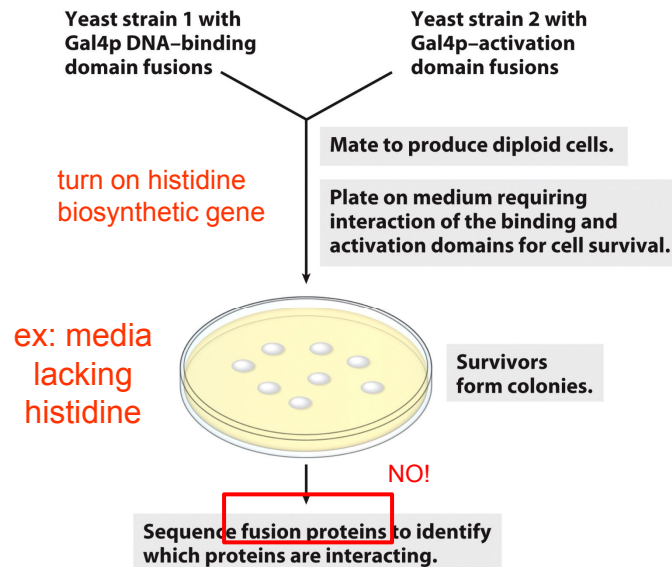 Yeast strain 1 with
Gal4p DNA–binding
domain fusions
Yeast strain 2 with
Gal4p–activation
domain fusions
Mate to produce diploid cells.
turn on histidine
biosynthetic gene
Plate on medium requiring
interaction of the binding and
activation domains for cell survival.
ex: media
lacking
histidine
Survivors
form colonies.
NO!
Sequence fusion proteins to identify
which proteins are interacting.